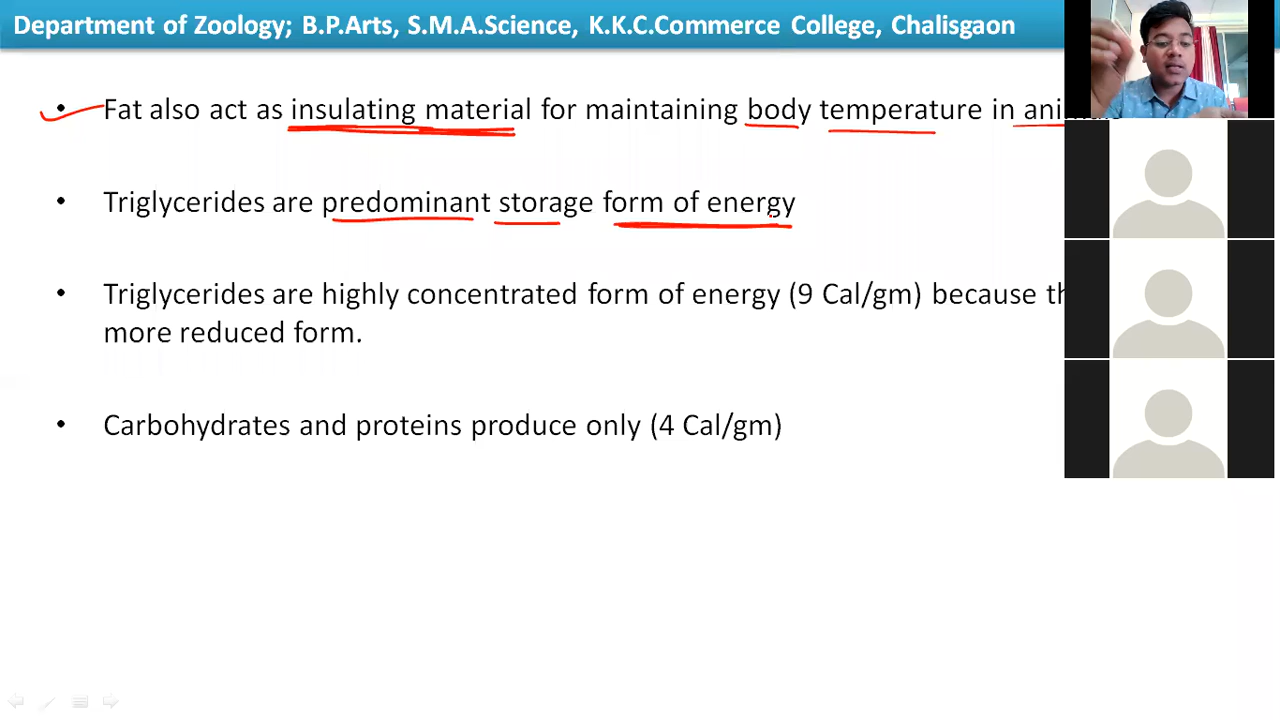 Department of Zoology; B.P.Arts, S.M.A.Science, K.K.C.Commerce College, Chalisgaon
• Fat also act as insulating material for maintaining body temperature in
• Triglycerides are predominant storage form of energy
• Triglycerides are highly concentrated form of energy (9 Cal/gm) because
more reduced form.
• Carbohydrates and proteins produce only (4 Cal/gm)